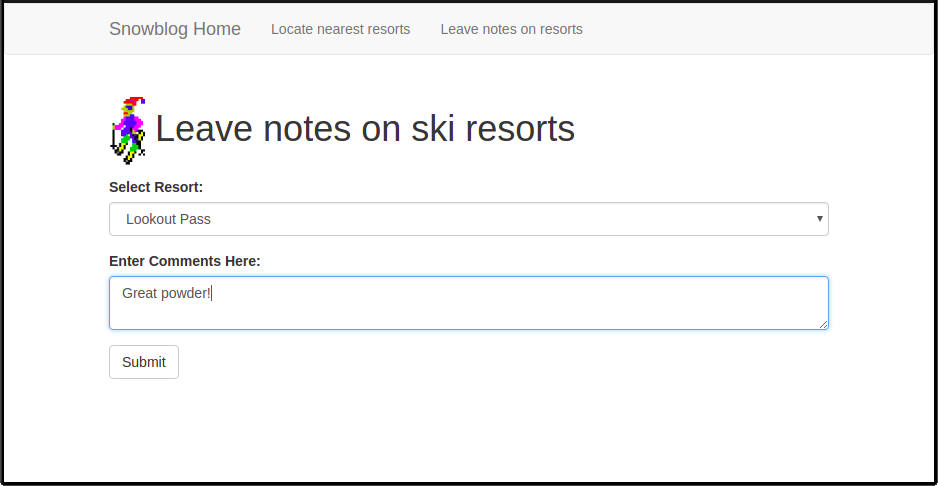 Snowblog Home Locate nearest resorts Leave notes on resorts
Leave notes on ski resorts
Select Resort:
Lookout Pass
Enter Comments Here:
Great powder!
Submit